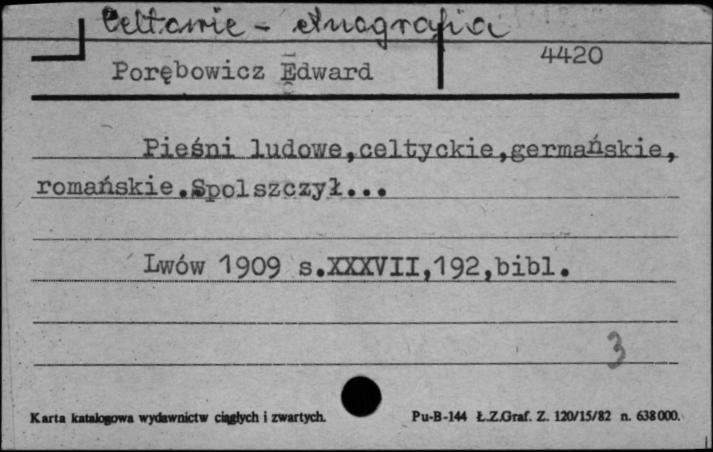 Celtowie - etnografia
4420
Porębowicz Edward
Pieśni ludowe,celtyckie,germańskie,
romańskie.Spolszczył...
Lwów 1909 s.XXXVII,192,bibl.
3
Karta katalogowa wydawnictw ciągłych i zwartych.
Pu-B-144 Ł.Z.Graf. Z. 120/15/82 n. 638000.